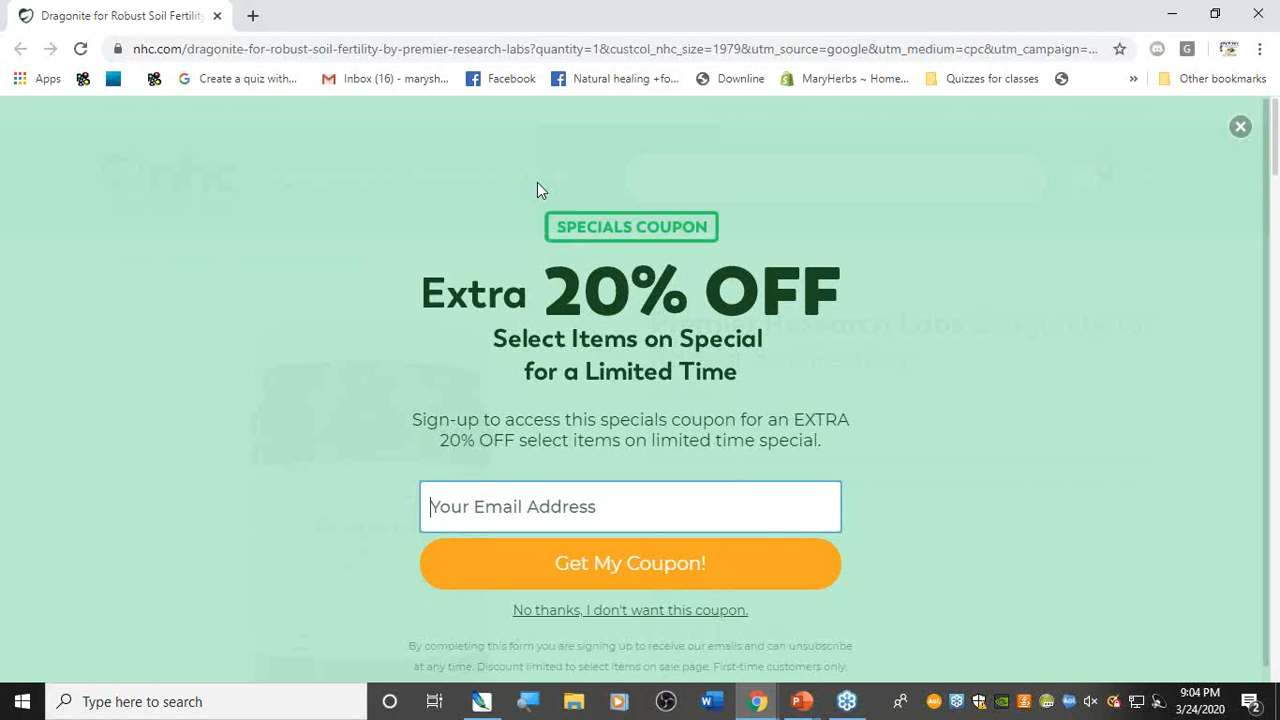 Dragonite for Robust Soil Fertility
nhc.com/dragonite-for-robust-soil-fertility-by-premier-research-labs?quantity=1&custcol_nhc_size=1979&utm_source=google&utm_medium=cpc&utm_campaign=...
Apps Create a quiz with... Inbox (16) - marysh... Facebook Natural healing +fo... Downline MaryHerbs ~ Home... Quizzes for classes » Other bookmarks
nhc
SPECIALS COUPON
Extra 20% OFF
Select Items on Special
for a Limited Time
Sign-up to access this specials coupon for an EXTRA
20% OFF select items on limited time special.
Your Email Address
Get My Coupon!
No thanks, I don't want this coupon.
By completing this form you are signing up to receive our emails and can unsubscribe
at any time. Discount limited to select items on sale page. First-time customers only.
Type here to search
9:04 PM
3/24/2020
2